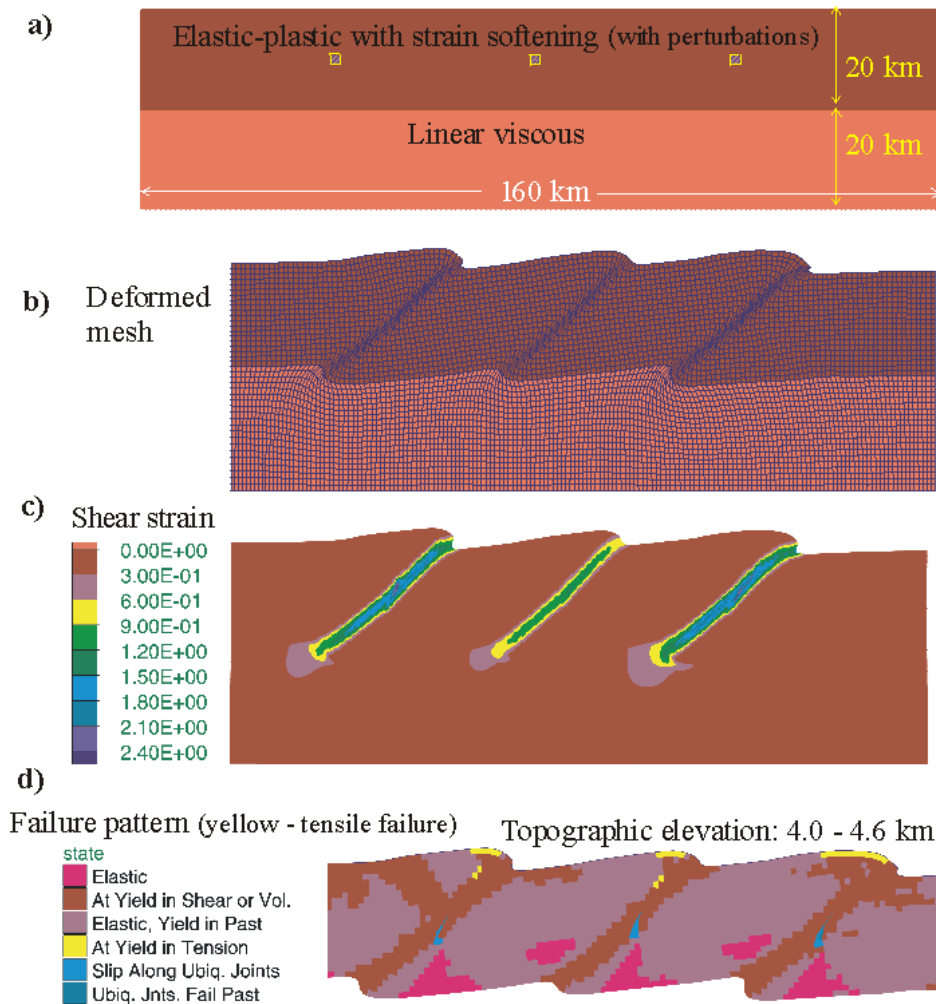 a)
Elastic-plastic with strain softening (with perturbations)
20 km
Linear viscous
20 km
160 km
b)
Deformed
mesh
c)
Shear strain
0.00E+00
3.00E-01
6.00E-01
9.00E-01
1.20E+00
1.50E+00
1.80E+00
2.10E+00
2.40E+00
d)
Failure pattern (yellow - tensile failure)
Topographic elevation: 4.0 - 4.6 km
state
Elastic
At Yield in Shear or Vol.
Elastic, Yield in Past
At Yield in Tension
Slip Along Ubiq. Joints
Ubiq. Jnts. Fail Past